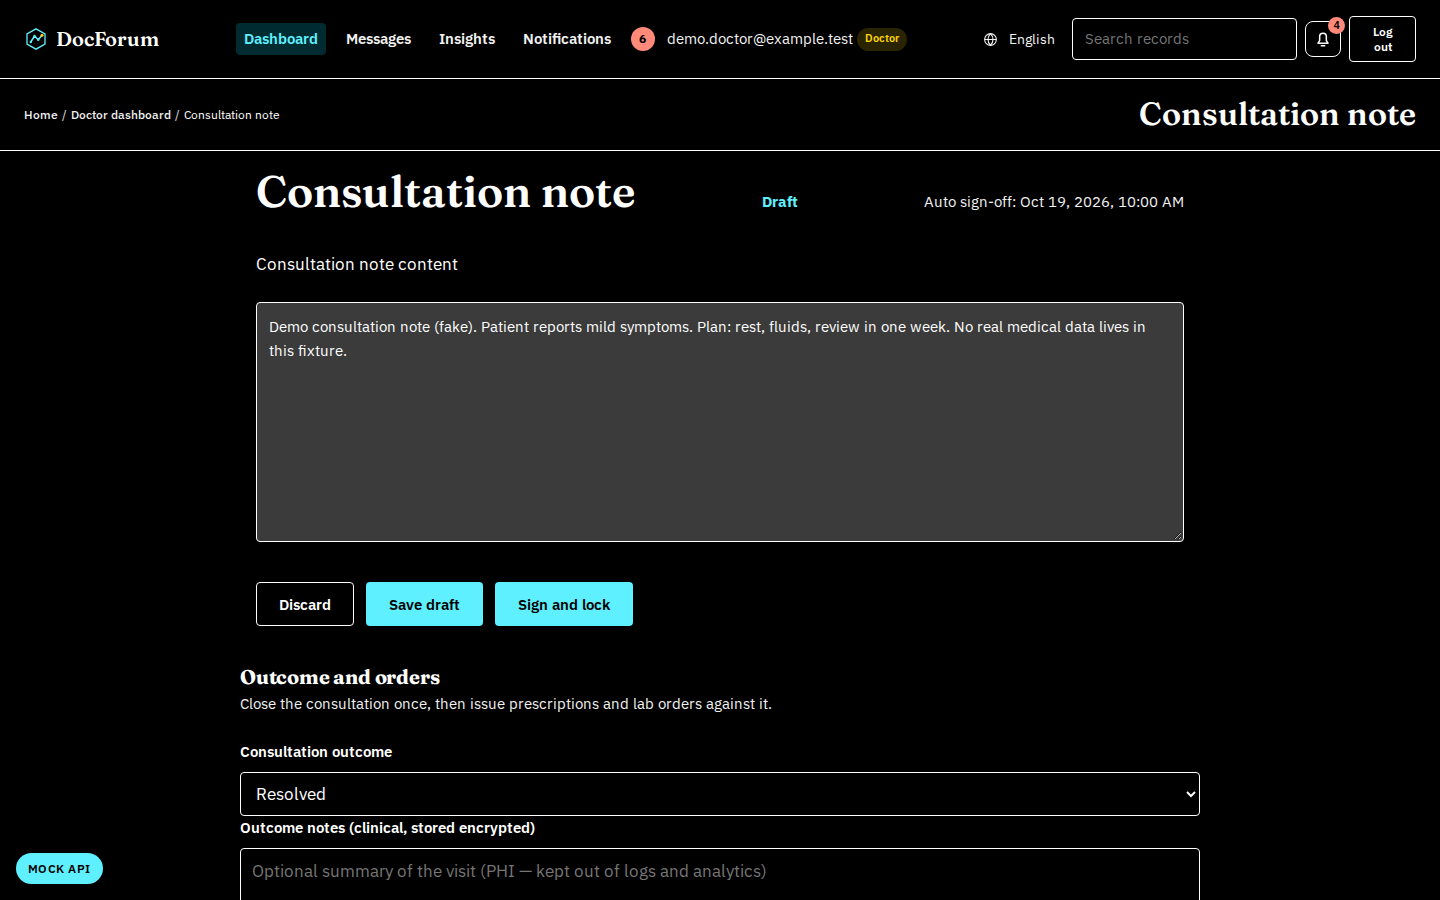 DocForum
Dashboard Messages Insights Notifications 6 demo.doctor@example.test Doctor English Search records 4 Log out
Home / Doctor dashboard / Consultation note
Consultation note
Consultation note
Draft
Auto sign-off: Oct 19, 2026, 10:00 AM
Consultation note content
Demo consultation note (fake). Patient reports mild symptoms. Plan: rest, fluids, review in one week. No real medical data lives in
this fixture.
Discard Save draft Sign and lock
Outcome and orders
Close the consultation once, then issue prescriptions and lab orders against it.
Consultation outcome
Resolved
Outcome notes (clinical, stored encrypted)
Optional summary of the visit (PHI — kept out of logs and analytics)
MOCK API